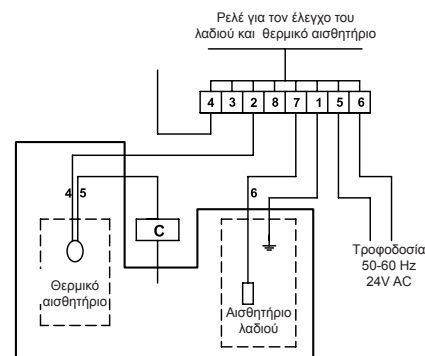 Ρελέ για τον έλεγχο του
λαδιού και θερμικό αισθητήριο
4 3 2 8 7 1 5 6
4 5
6
C
Θερμικό
αισθητήριο
Αισθητήριο
λαδιού
Τροφοδοσία
50-60 Hz
24V AC